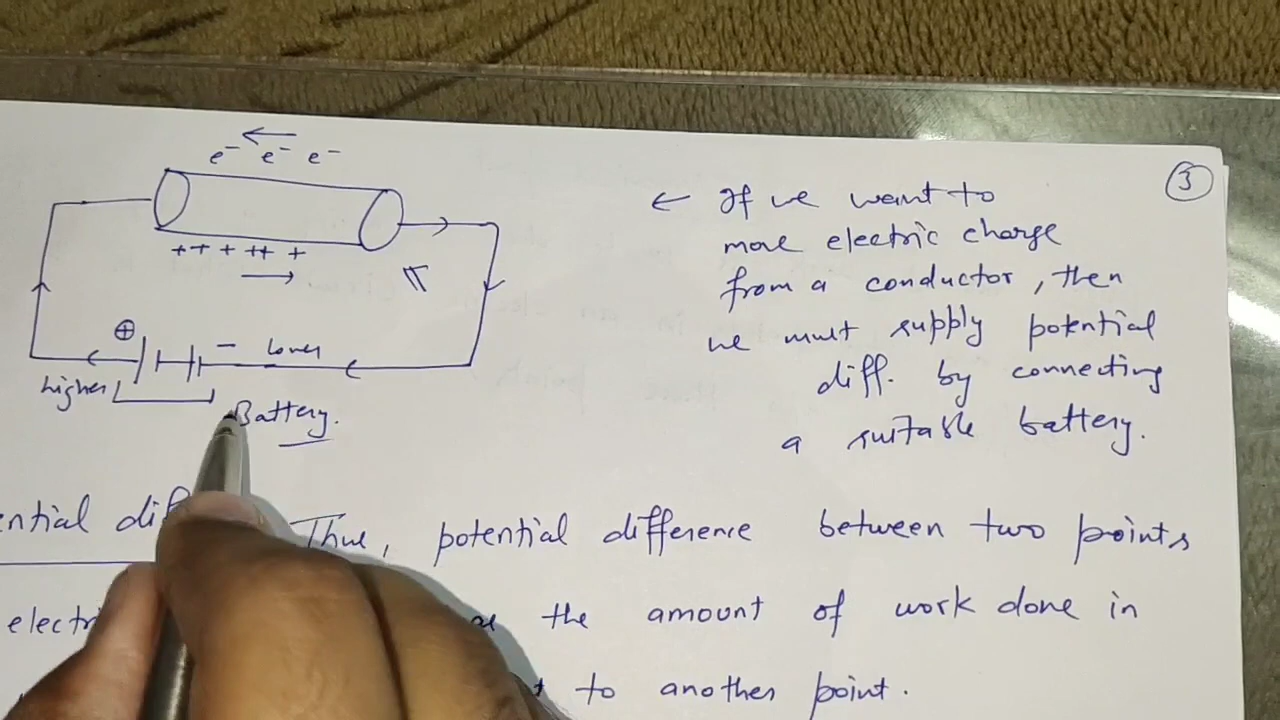 3
e⁻ e⁻ e⁻
← If we want to
move electric charge
++ + ++ +
from a conductor, then
we must supply potential
⊕
− lower
diff. by connecting
higher
Battery.
a suitable battery.
Thus, potential difference between two points
the amount of work done in
to another point.